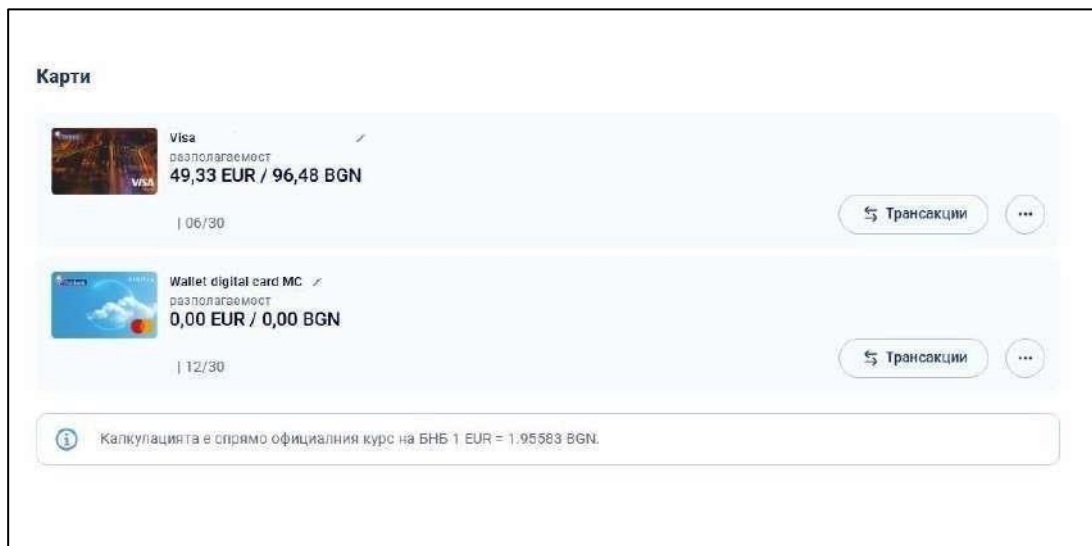 Карти
Visa
разполагаемост
49,33 EUR / 96,48 BGN
| 06/30
Трансакции
VISA
Wallet digital card MC
разполагаемост
0,00 EUR / 0,00 BGN
| 12/30
Трансакции
Калкулацията е спрямо официалния курс на БНБ 1 EUR = 1.95583 BGN.